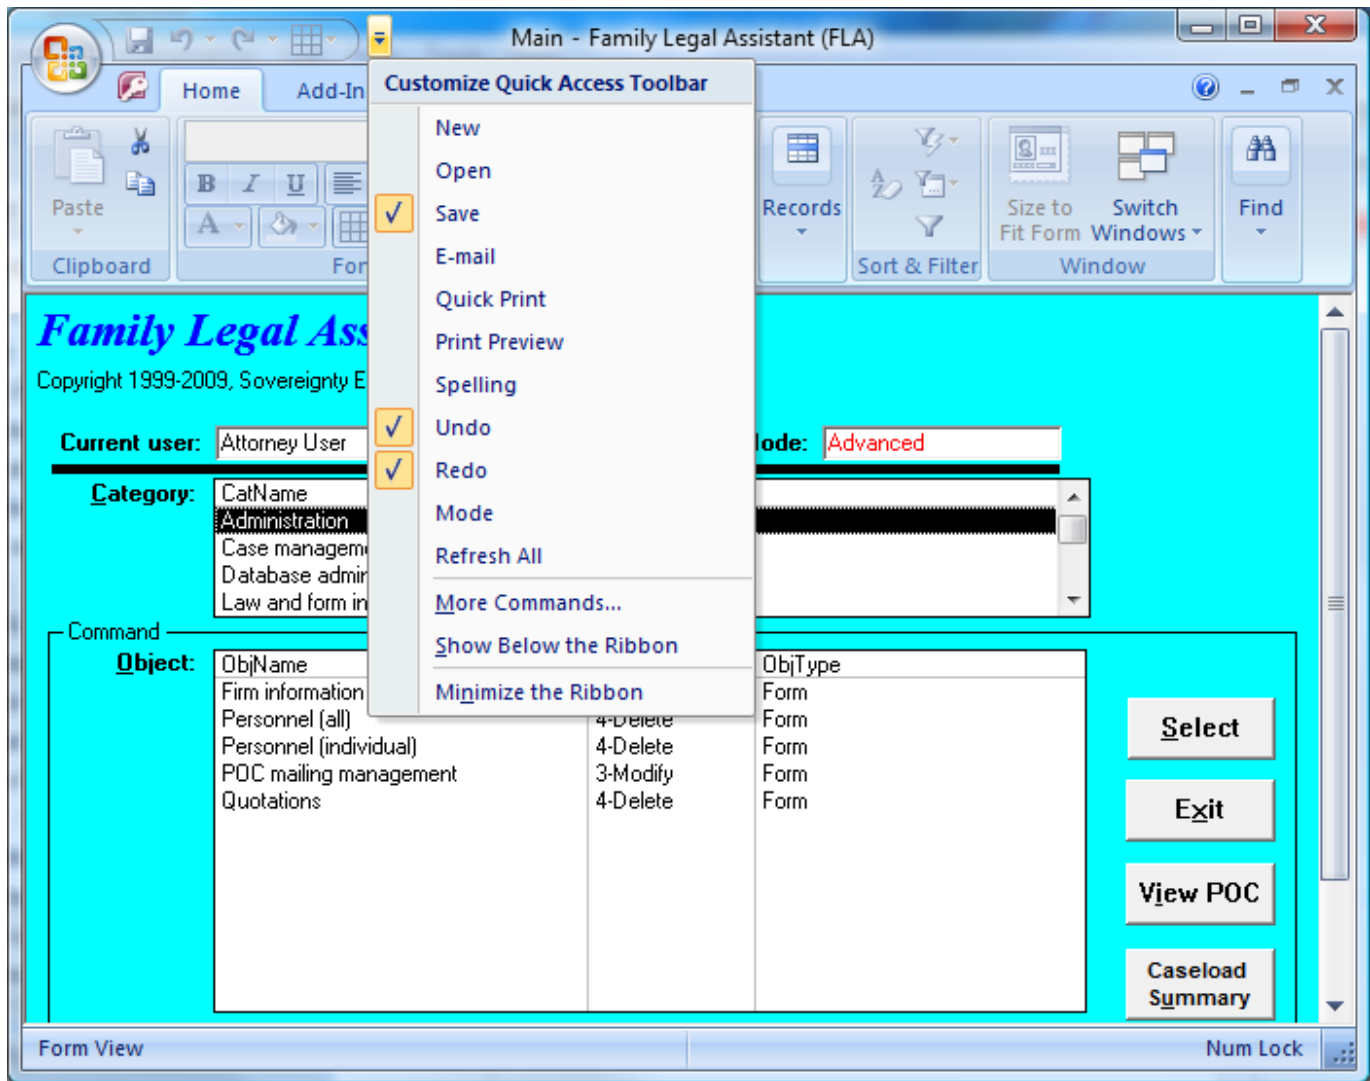 Main - Family Legal Assistant (FLA)
Home Add-In
Customize Quick Access Toolbar
New
Open
Save
E-mail
Quick Print
Print Preview
Spelling
Undo
Redo
Mode
Refresh All
More Commands...
Show Below the Ribbon
Minimize the Ribbon
Paste
Clipboard
B I U
A
For
Records
Sort & Filter
Size to Fit Form
Switch Windows
Window
Find
Family Legal Ass
Copyright 1999-2009, Sovereignty E
Current user: Attorney User
lode: Advanced
Category: CatName
Administration
Case managem
Database admir
Law and form in
Command
Object: ObjName ObjType
Firm information Form
Personnel (all) 4-Delete Form
Personnel (individual) 4-Delete Form
POC mailing management 3-Modify Form
Quotations 4-Delete Form
Select
Exit
View POC
Caseload
Summary
Form View Num Lock